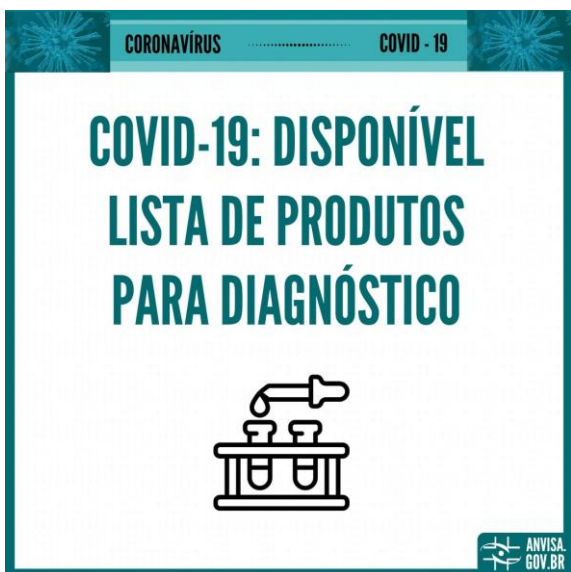 CORONAVÍRUS COVID - 19
COVID-19: DISPONÍVEL
LISTA DE PRODUTOS
PARA DIAGNÓSTICO
ANVISA.
GOV.BR